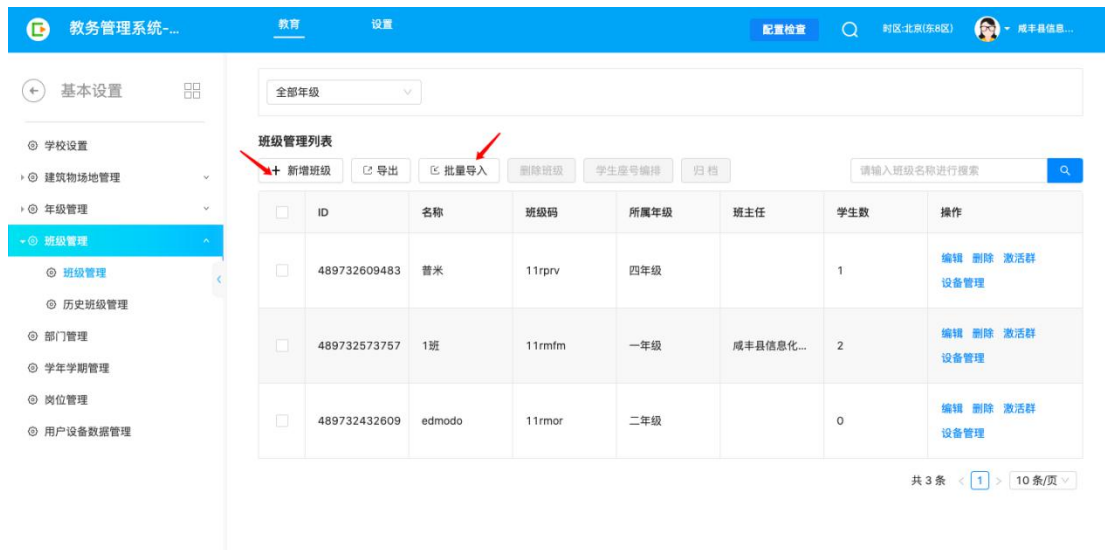 教务管理系统-... 教育 设置 配置检查 时区:北京(东8区) 咸丰县信息...
基本设置
学校设置
建筑物场地管理
年级管理
班级管理
班级管理
历史班级管理
部门管理
学年学期管理
岗位管理
用户设备数据管理
全部年级
班级管理列表
+ 新增班级 导出 批量导入 删除班级 学生座号编排 归档 请输入班级名称进行搜索
ID 名称 班级码 所属年级 班主任 学生数 操作
489732609483 普米 11rprv 四年级 1 编辑 删除 激活群
设备管理
489732573757 1班 11rmfm 一年级 咸丰县信息化... 2 编辑 删除 激活群
设备管理
489732432609 edmodo 11rmor 二年级 0 编辑 删除 激活群
设备管理
共 3 条 < 1 > 10 条/页